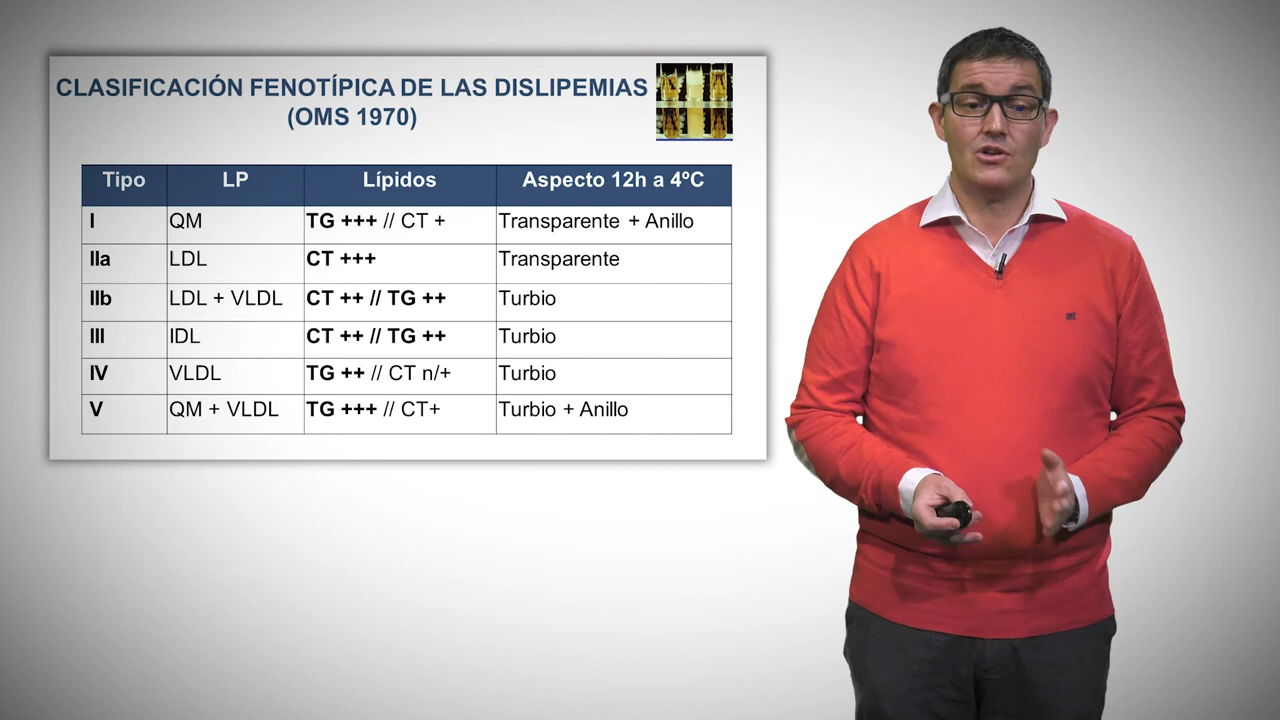 CLASIFICACIÓN FENOTÍPICA DE LAS DISLIPEMIAS
(OMS 1970)
Tipo LP Lípidos Aspecto 12h a 4ºC
I QM TG +++ // CT + Transparente + Anillo
IIa LDL CT +++ Transparente
IIb LDL + VLDL CT ++ // TG ++ Turbio
III IDL CT ++ // TG ++ Turbio
IV VLDL TG ++ // CT n/+ Turbio
V QM + VLDL TG +++ // CT+ Turbio + Anillo